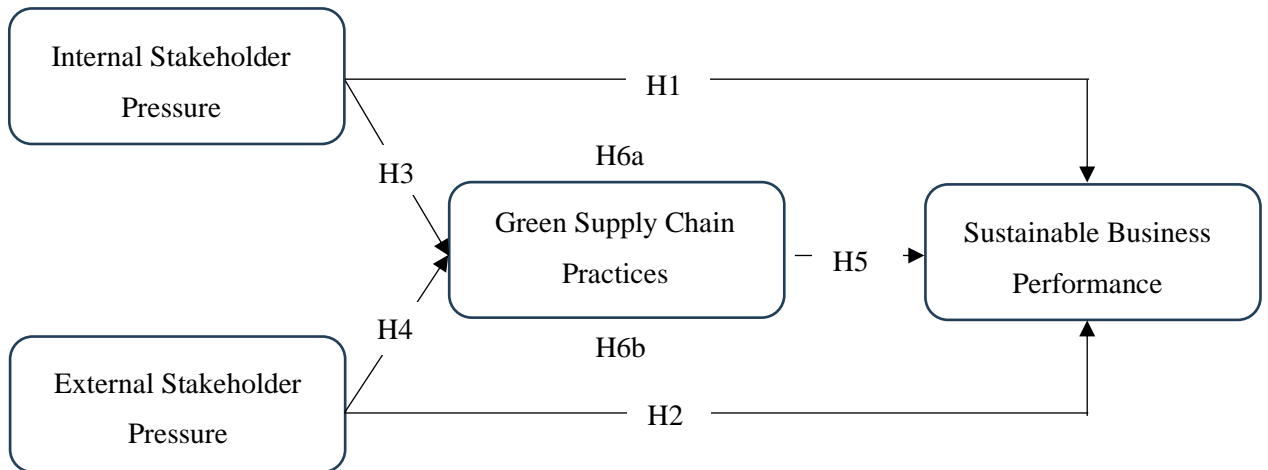 Internal Stakeholder
Pressure
H1
H3
H6a
Green Supply Chain
Practices
H5
Sustainable Business
Performance
H4
H6b
External Stakeholder
Pressure
H2